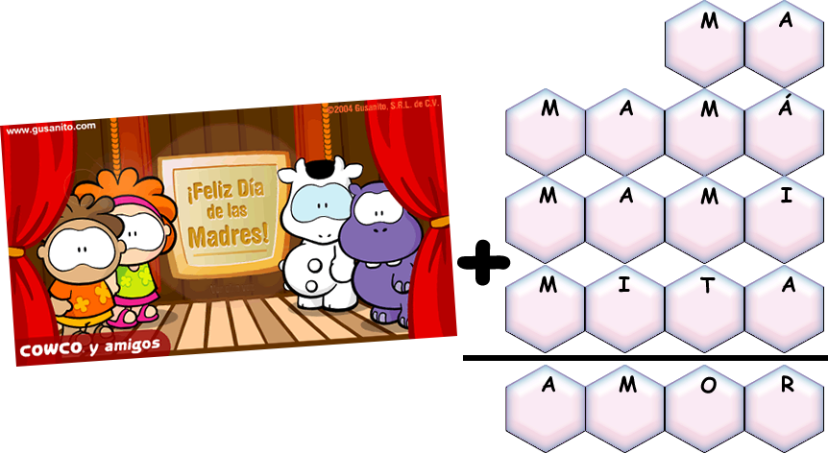 www.gusanito.com
©2004 Gusanito, S.R.L. de C.V.
¡Feliz Día
de las
Madres!
COWCO y amigos
M A
M A M Á
M A M I
+
M I T A
A M O R